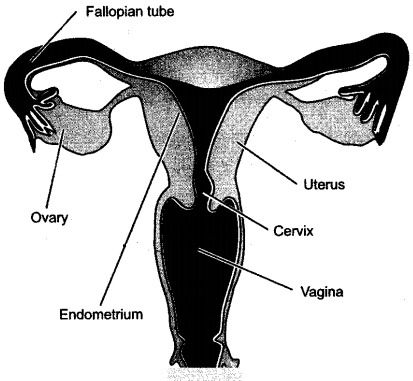 Fallopian tube
Uterus
Ovary
Cervix
Vagina
Endometrium